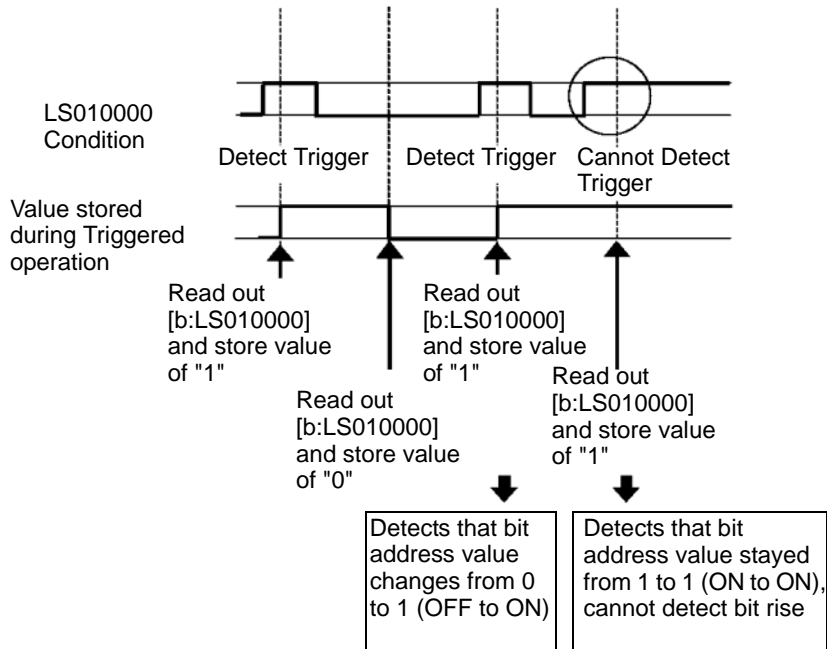 LS010000
Condition
Detect Trigger
Detect Trigger
Cannot Detect
Trigger
Value stored
during Triggered
operation
Read out
[b:LS010000]
and store value
of "1"
Read out
[b:LS010000]
and store value
of "0"
Read out
[b:LS010000]
and store value
of "1"
Read out
[b:LS010000]
and store value
of "1"
Detects that bit
address value
changes from 0
to 1 (OFF to ON)
Detects that bit
address value stayed
from 1 to 1 (ON to ON),
cannot detect bit rise